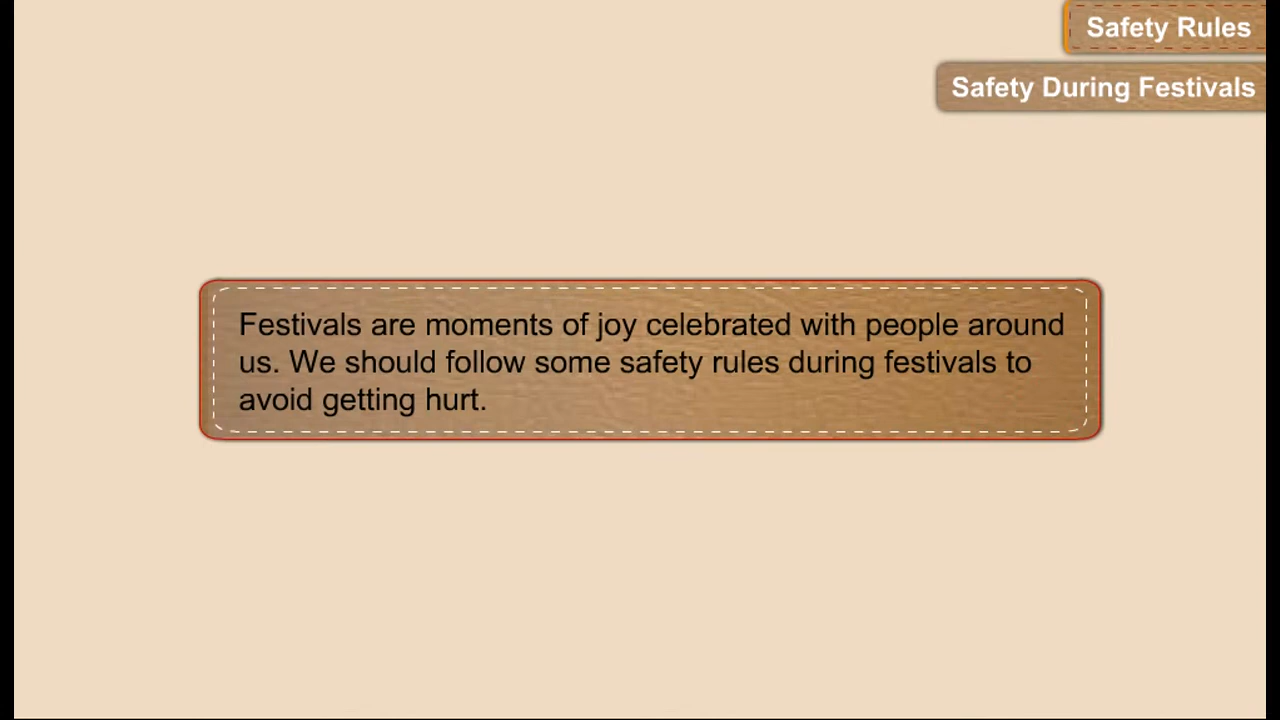 Safety Rules
Safety During Festivals
Festivals are moments of joy celebrated with people around
us. We should follow some safety rules during festivals to
avoid getting hurt.